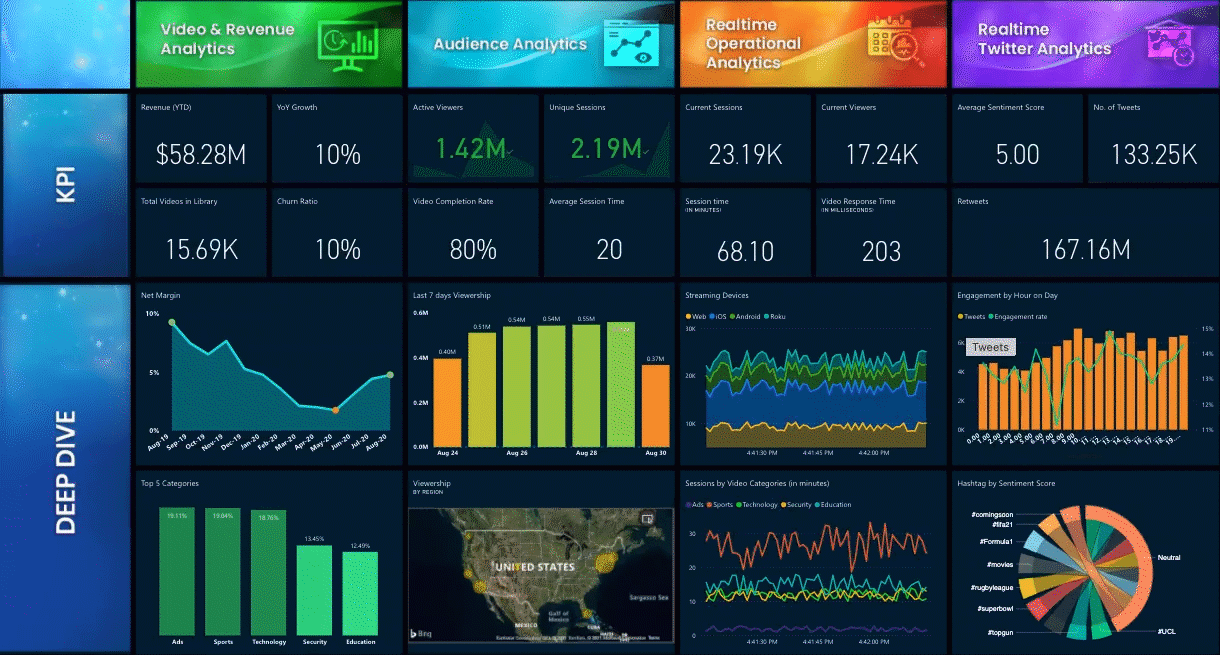 Video & Revenue
Analytics
Audience Analytics
Realtime
Operational
Analytics
Realtime
Twitter Analytics
KPI
Revenue (YTD)
$58.28M
YoY Growth
10%
Active Viewers
1.42M
Unique Sessions
2.19M
Current Sessions
23.19K
Current Viewers
17.24K
Average Sentiment Score
5.00
No. of Tweets
133.25K
Total Videos in Library
15.69K
Churn Ratio
10%
Video Completion Rate
80%
Average Session Time
20
Session time
(IN MINUTES)
68.10
Video Response Time
(IN MILLISECONDS)
203
Retweets
167.16M
DEEP DIVE
Net Margin
10%
5%
0%
Aug-19 Sep-19 Oct-19 Nov-19 Dec-19 Jan-20 Feb-20 Mar-20 Apr-20 May-20 Jun-20 Jul-20 Aug-20
Last 7 days Viewership
0.6M
0.4M
0.2M
0.0M
0.40M 0.51M 0.54M 0.54M 0.55M 0.37M
Aug 24 Aug 26 Aug 28 Aug 30
Streaming Devices
Web iOS Android Roku
30K
20K
10K
4:41:30 PM 4:41:45 PM 4:42:00 PM
Engagement by Hour on Day
Tweets Engagement rate
6K
4K
2K
0K
Tweets
15%
14%
13%
12%
11%
Top 5 Categories
19.11% 19.04% 18.76% 13.45% 12.49%
Ads Sports Technology Security Education
Viewership
BY REGION
UNITED STATES
MEXICO
Gulf of
Mexico
Sargasso Sea
CUBA
Bing
Terms
Sessions by Video Categories (in minutes)
Ads Sports Technology Security Education
30
20
10
0
4:41:30 PM 4:41:45 PM 4:42:00 PM
Hashtag by Sentiment Score
#comingsoon
#fifa21
#Formula1
#movies
#rugbyleague
#superbowl
#topgun
Neutral
#UCL